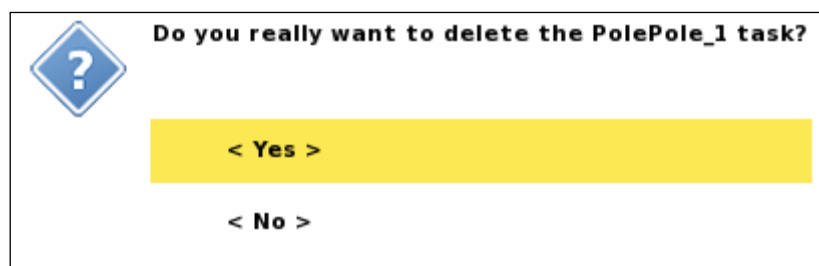 Do you really want to delete the PolePole_1 task?
?
< Yes >
< No >